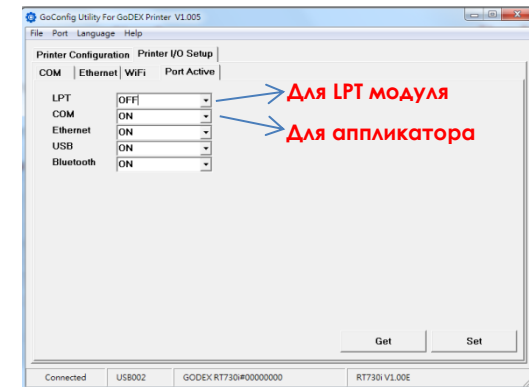 GoConfig Utility For GoDEX Printer V1.005
File Port Language Help
Printer Configuration Printer I/O Setup
COM Ethernet WiFi Port Active
LPT OFF Для LPT модуля
COM ON Для аппликатора
Ethernet ON
USB ON
Bluetooth ON
Get Set
Connected USB002 GODEX RT730i#00000000 RT730i V1.00E